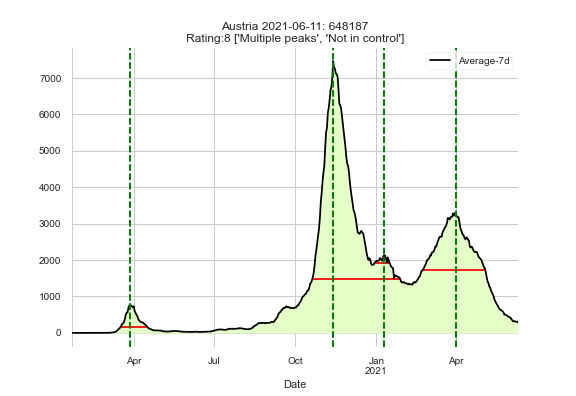 Austria 2021-06-11: 648187
Rating:8 ['Multiple peaks', 'Not in control']
Average-7d
7000
6000
5000
4000
3000
2000
1000
0
Apr
Jul
Oct
Jan
2021
Apr
Date